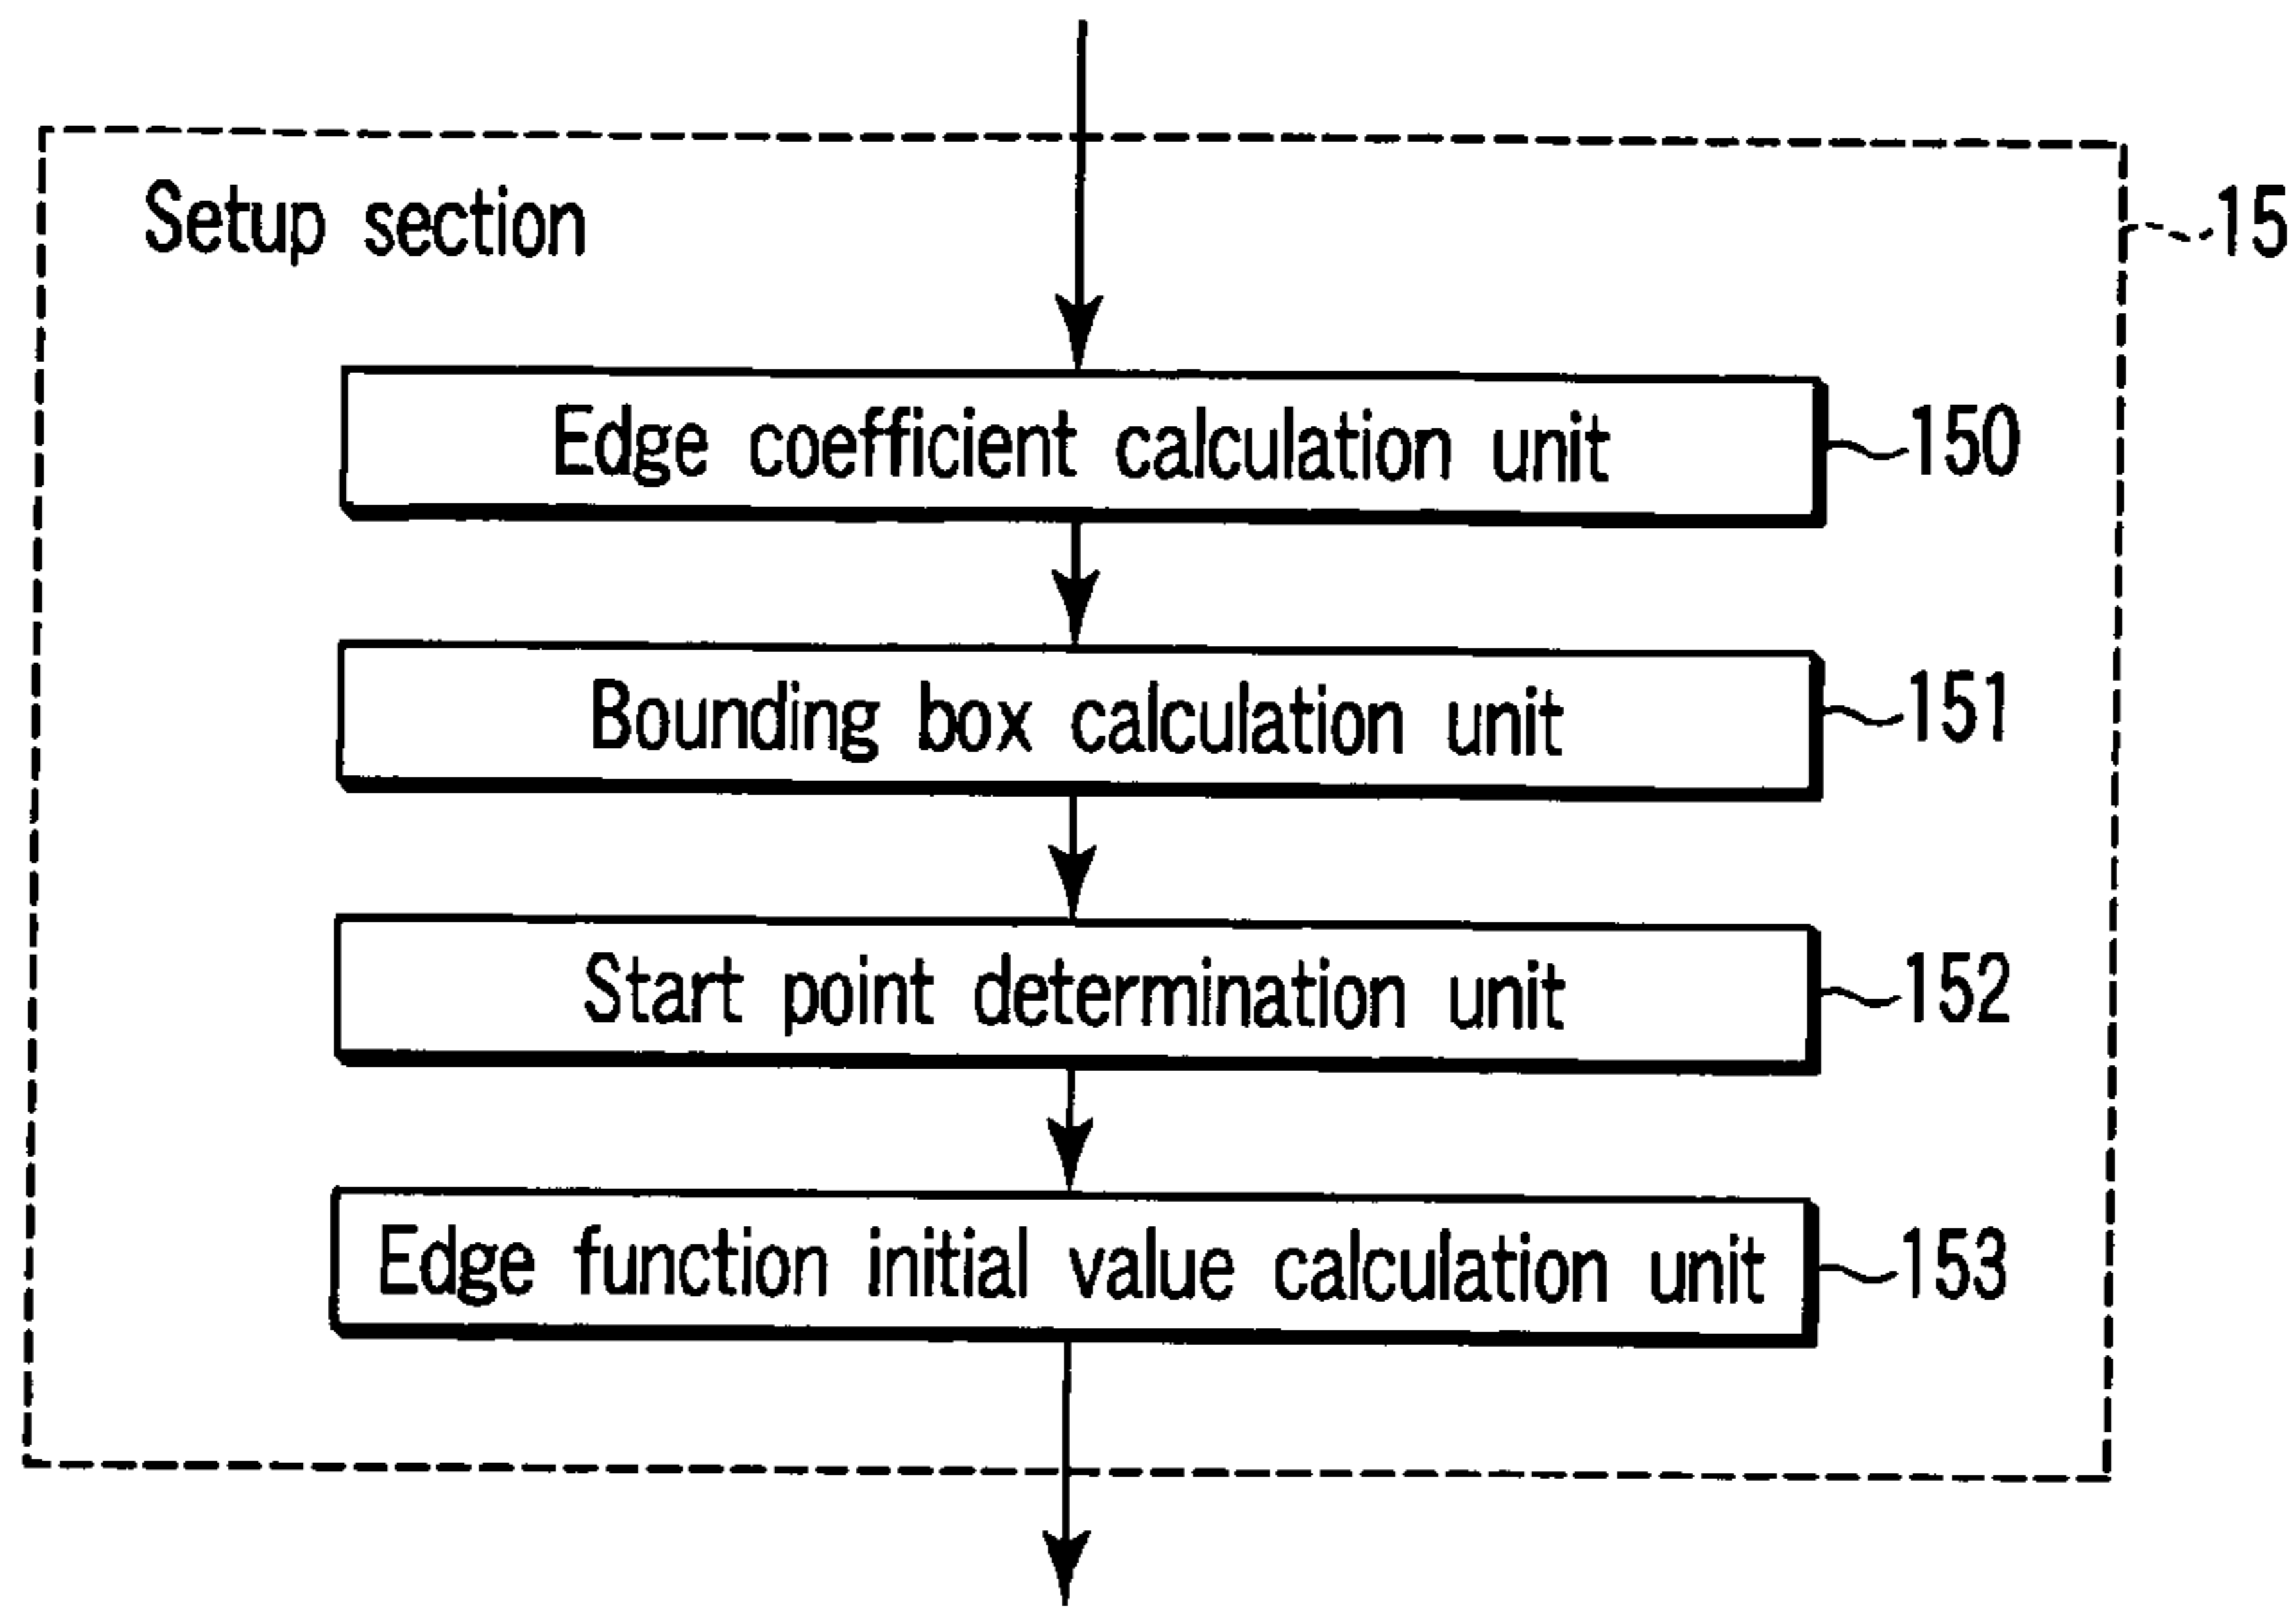 Setup section
15
Edge coefficient calculation unit
150
Bounding box calculation unit
151
Start point determination unit
152
Edge function initial value calculation unit
153